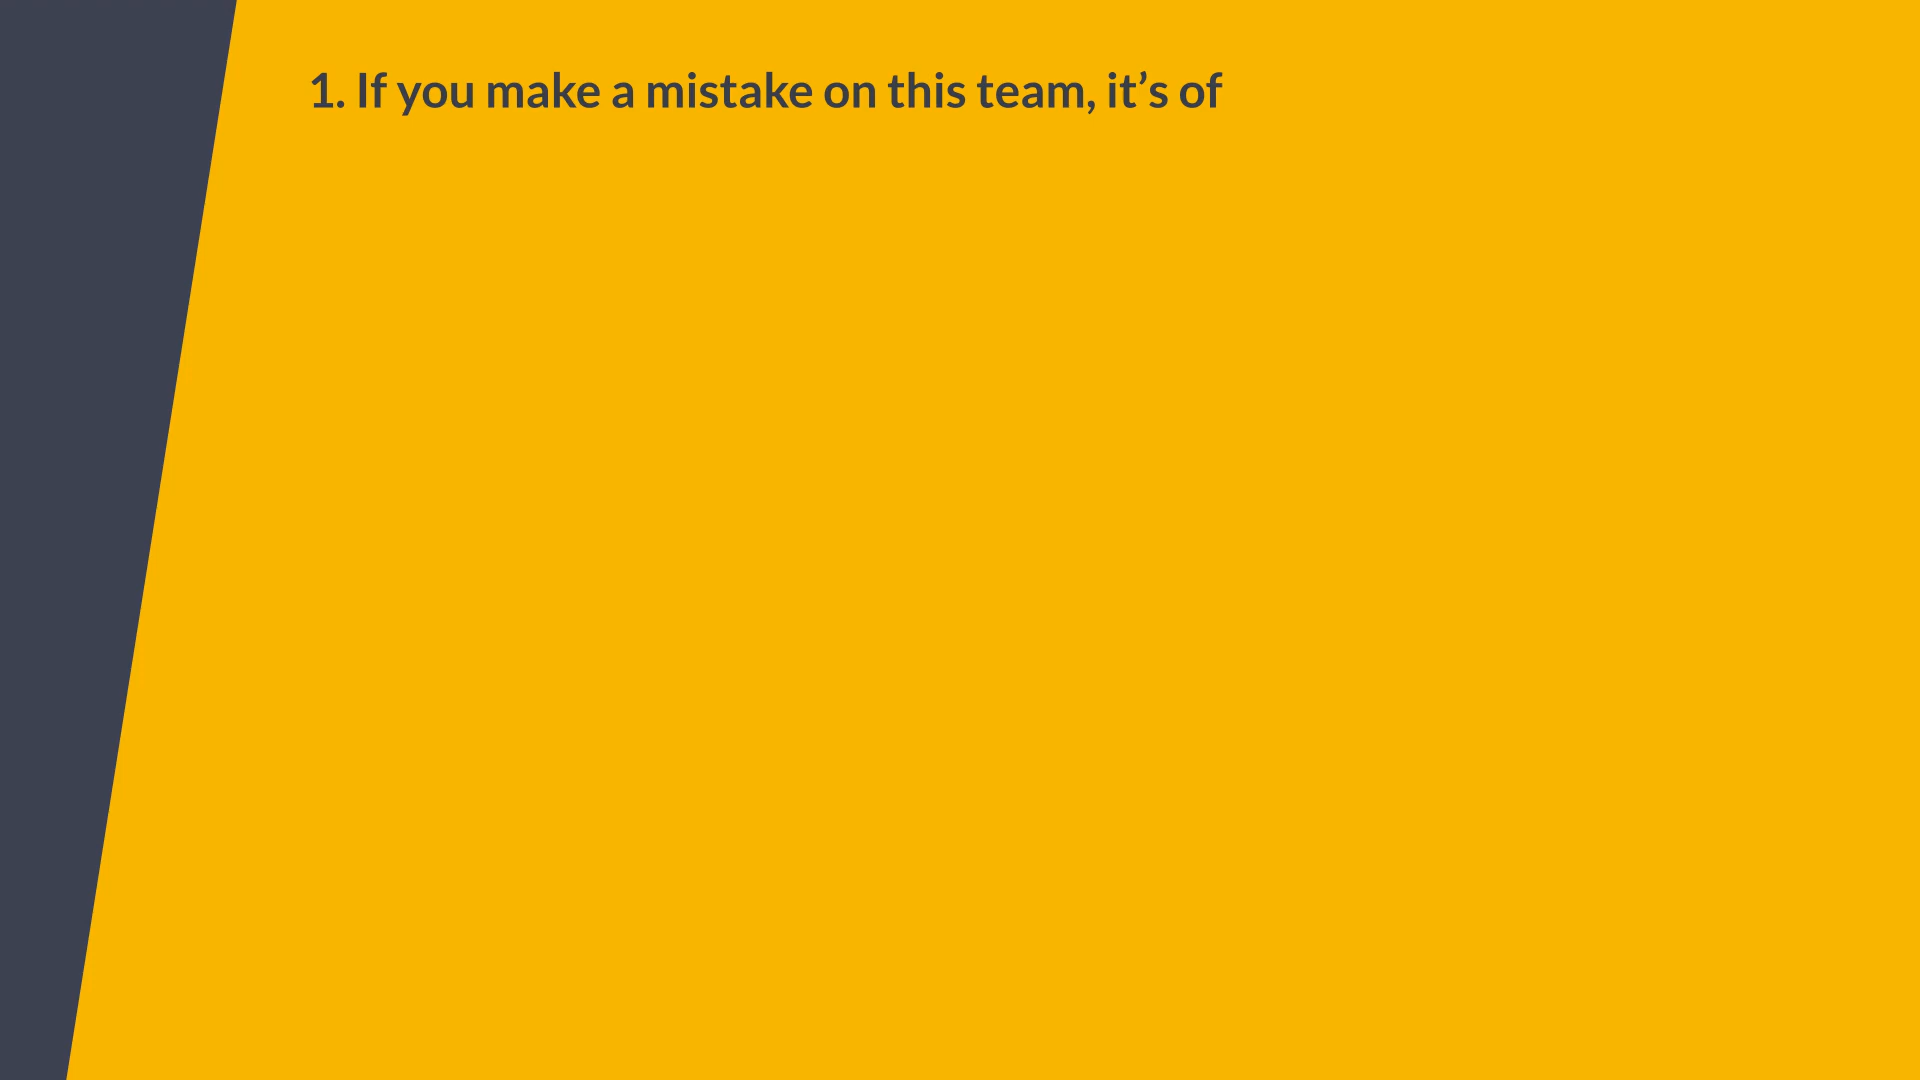 1. If you make a mistake on this team, it’s of